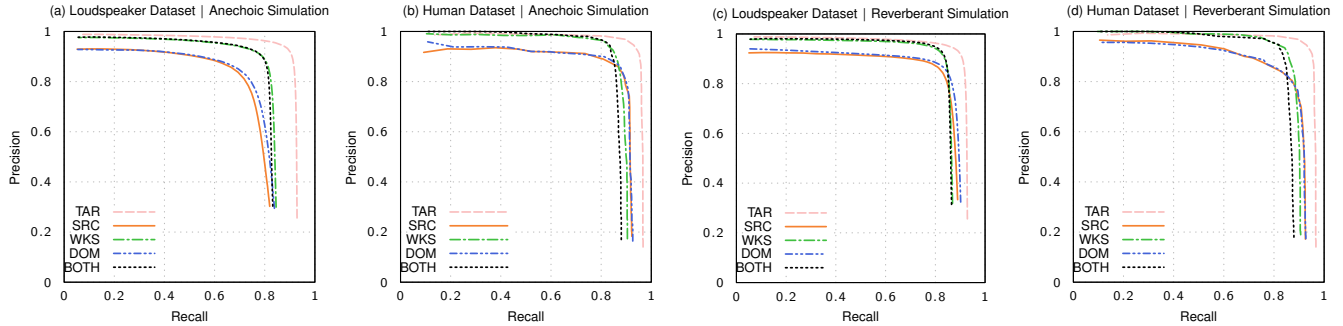 (a) Loudspeaker Dataset | Anechoic Simulation
1
0.8
0.6
0.4
0.2
0
Precision
TAR
SRC
WKS
DOM
BOTH
0 0.2 0.4 0.6 0.8 1
Recall
(b) Human Dataset | Anechoic Simulation
1
0.8
0.6
0.4
0.2
0
Precision
TAR
SRC
WKS
DOM
BOTH
0 0.2 0.4 0.6 0.8 1
Recall
(c) Loudspeaker Dataset | Reverberant Simulation
1
0.8
0.6
0.4
0.2
0
Precision
TAR
SRC
WKS
DOM
BOTH
0 0.2 0.4 0.6 0.8 1
Recall
(d) Human Dataset | Reverberant Simulation
1
0.8
0.6
0.4
0.2
0
Precision
TAR
SRC
WKS
DOM
BOTH
0 0.2 0.4 0.6 0.8 1
Recall